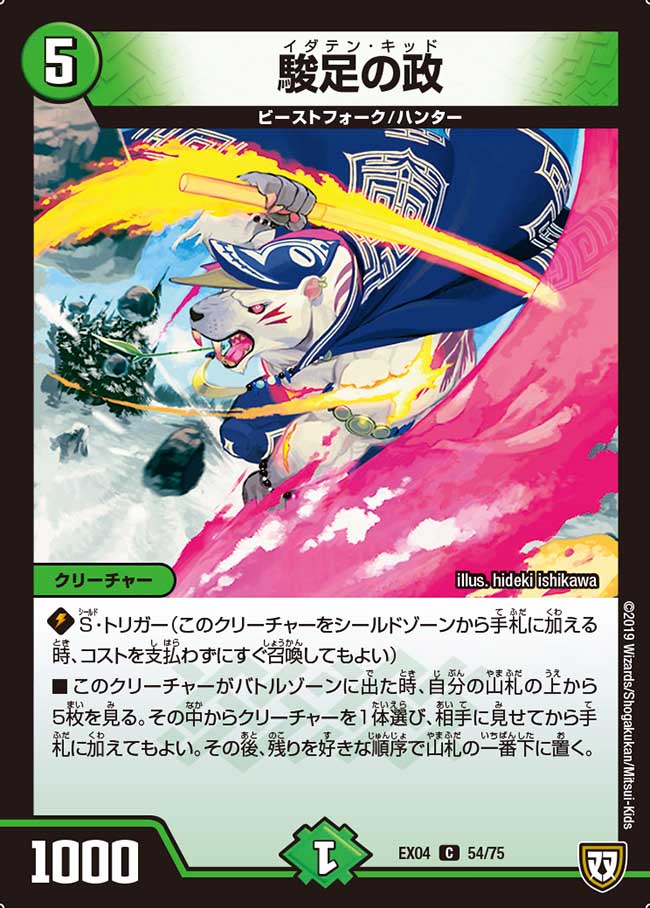 5
イダテン・キッド
駿足の政
ビーストフォーク/ハンター
クリーチャー
illus. hideki ishikawa
S・トリガー(このクリーチャーをシールドゾーンから手札に加える
時、コストを支払わずにすぐ召喚してもよい)
■ このクリーチャーがバトルゾーンに出た時、自分の山札の上から
5枚を見る。その中からクリーチャーを1体選び、相手に見せてから手
札に加えてもよい。その後、残りを好きな順序で山札の一番下に置く。
©2019 Wizards/Shogakukan/Mitsui-Kids
1000
1
EX04 C 54/75